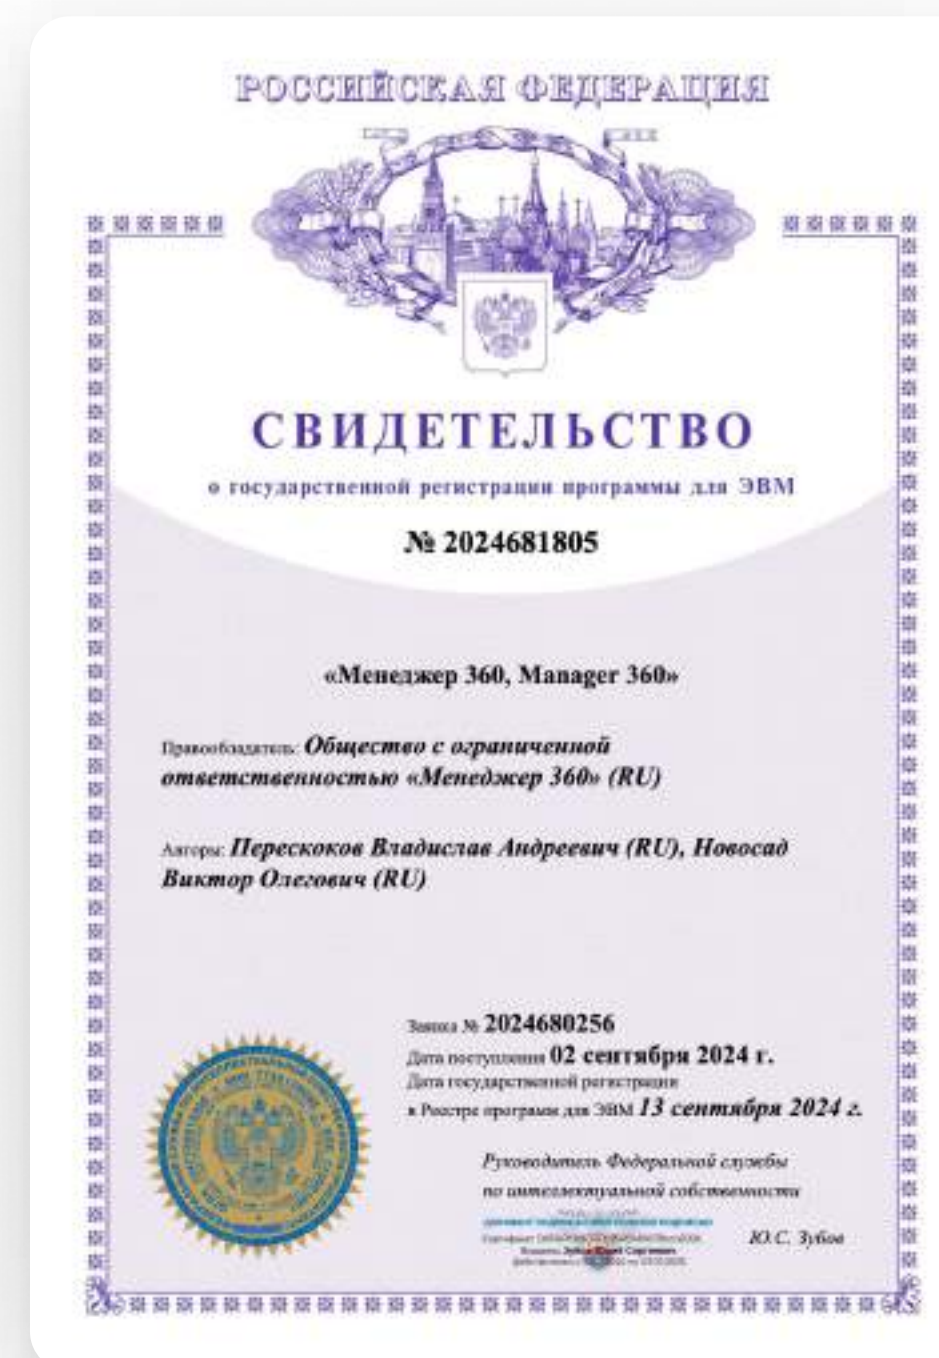 РОССИЙСКАЯ ФЕДЕРАЦИЯ
СВИДЕТЕЛЬСТВО
о государственной регистрации программы для ЭВМ
№ 2024681805
«Менеджер 360, Manager 360»
Правообладатель: Общество с ограниченной
ответственностью «Менеджер 360» (RU)
Авторы: Перескоков Владислав Андреевич (RU), Новосад
Виктор Олегович (RU)
Заявка № 2024680256
Дата поступления 02 сентября 2024 г.
Дата государственной регистрации
в Реестре программ для ЭВМ 13 сентября 2024 г.
Руководитель Федеральной службы
по интеллектуальной собственности
Ю.С. Зубов